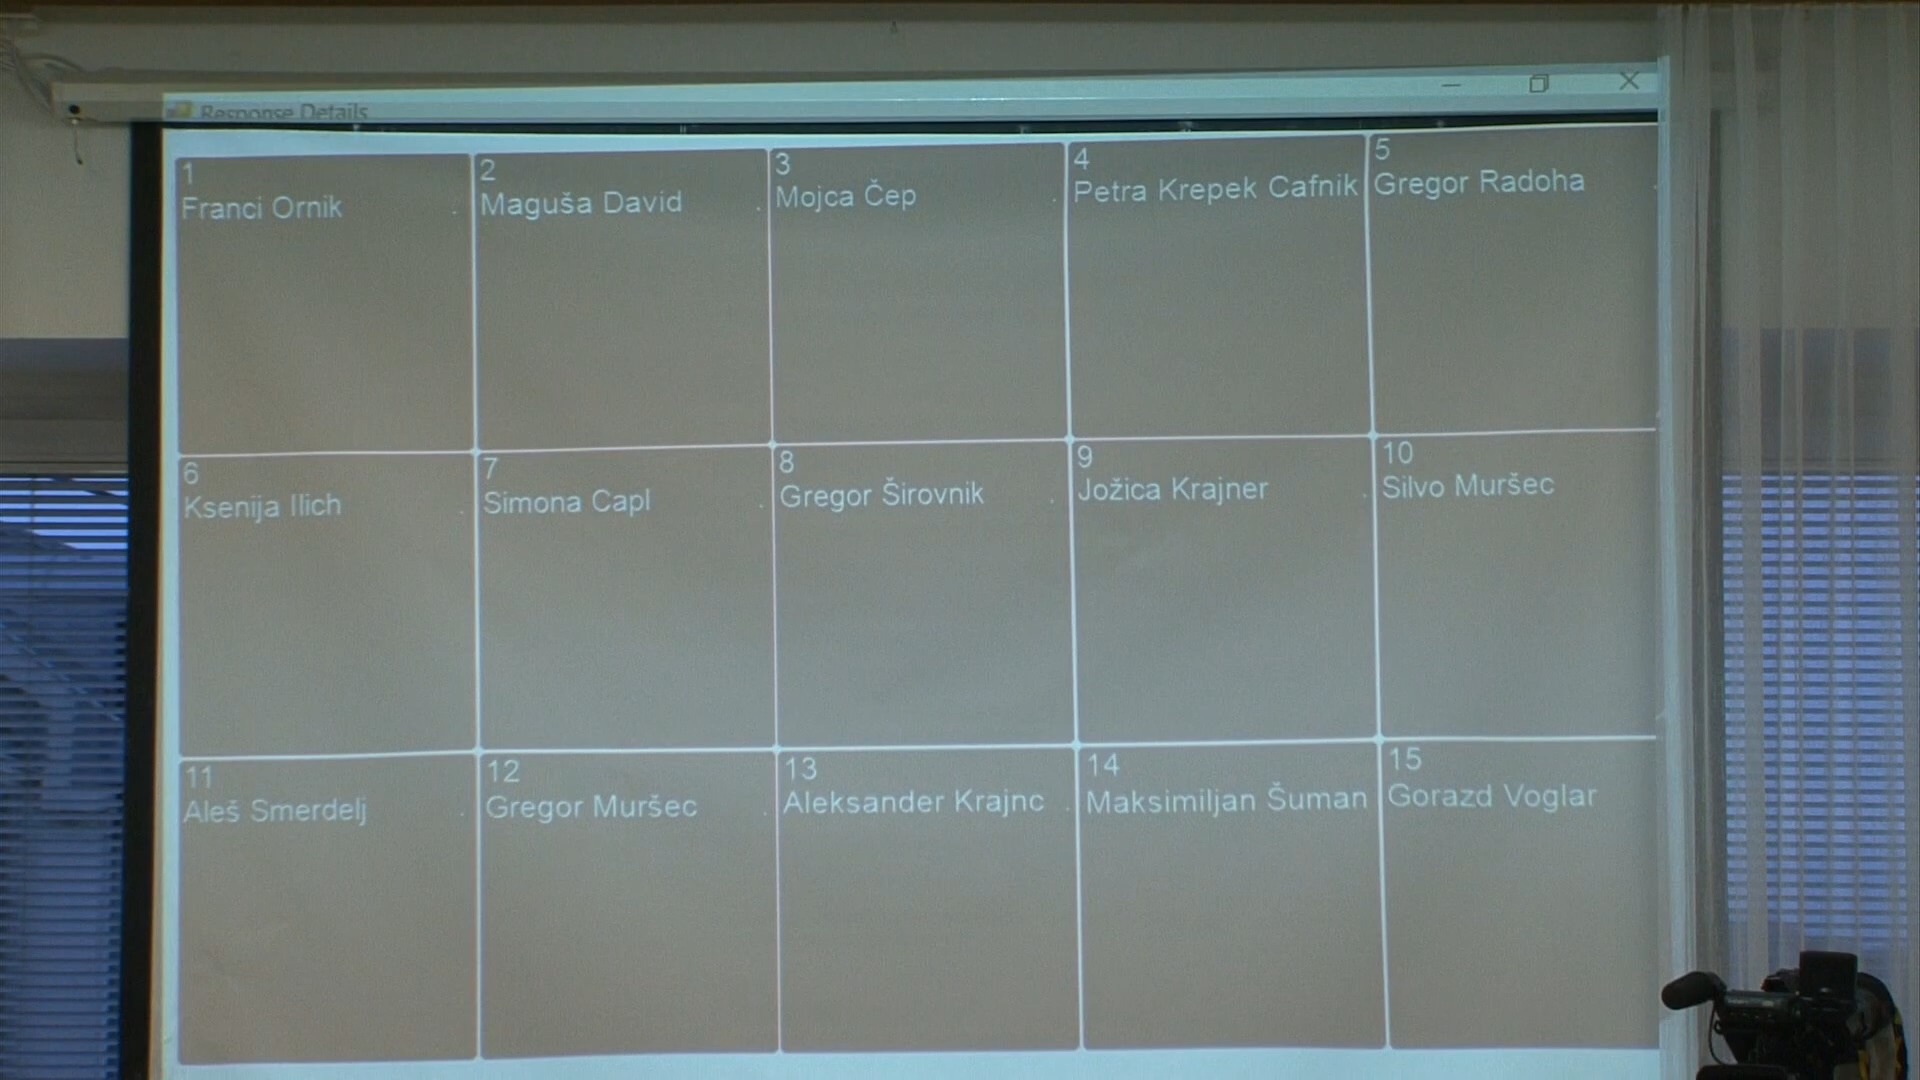 Response Details
1
Franci Ornik
2
Maguša David
3
Mojca Čep
4
Petra Krepek Cafnik
5
Gregor Radoha
6
Ksenija Ilich
7
Simona Capl
8
Gregor Širovnik
9
Jožica Krajner
10
Silvo Muršec
11
Aleš Smerdelj
12
Gregor Muršec
13
Aleksander Krajnc
14
Maksimiljan Šuman
15
Gorazd Voglar